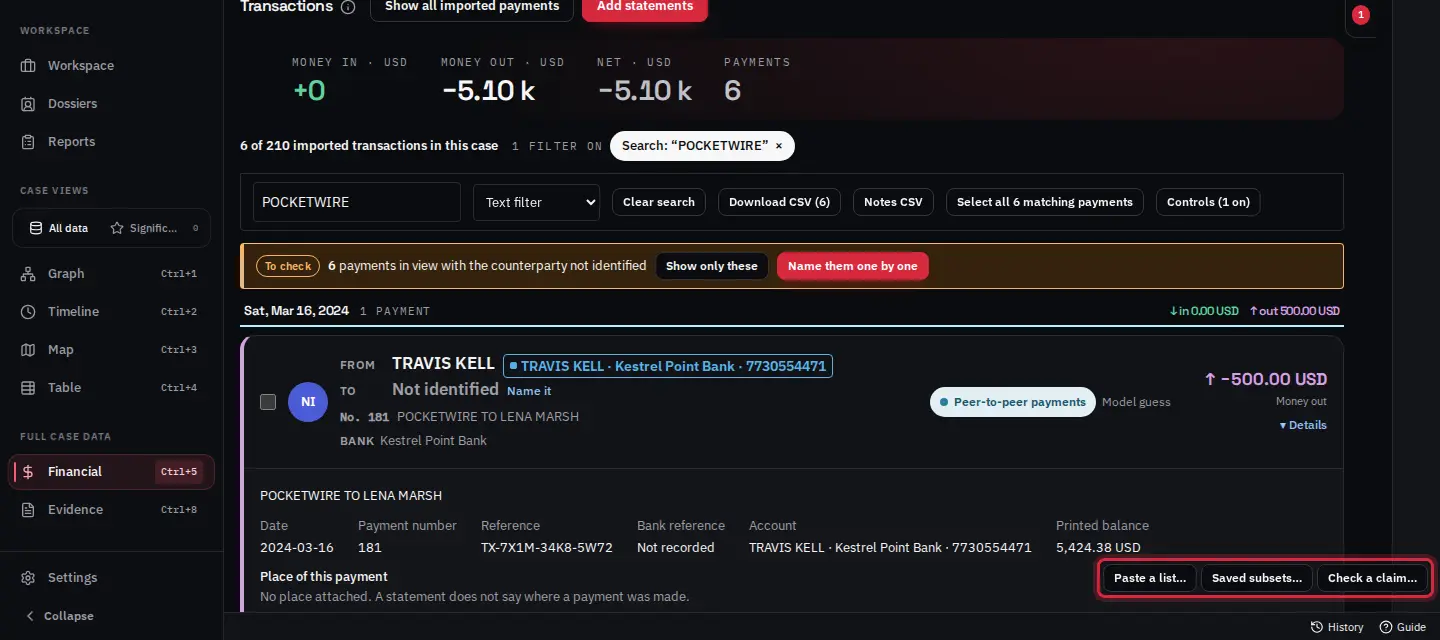 WORKSPACE
Workspace
Dossiers
Reports
CASE VIEWS
All data
Signific... 0
Graph Ctrl+1
Timeline Ctrl+2
Map Ctrl+3
Table Ctrl+4
FULL CASE DATA
Financial Ctrl+5
Evidence Ctrl+8
Settings
Collapse
Transactions Show all imported payments Add statements
1
MONEY IN · USD MONEY OUT · USD NET · USD PAYMENTS
+0 −5.10 k −5.10 k 6
6 of 210 imported transactions in this case 1 FILTER ON Search: “POCKETWIRE” ×
POCKETWIRE Text filter Clear search Download CSV (6) Notes CSV Select all 6 matching payments Controls (1 on)
To check 6 payments in view with the counterparty not identified Show only these Name them one by one
Sat, Mar 16, 2024 1 PAYMENT ↓ in 0.00 USD ↑ out 500.00 USD
FROM TRAVIS KELL TRAVIS KELL · Kestrel Point Bank · 7730554471
NI TO Not identified Name it
No. 181 POCKETWIRE TO LENA MARSH
BANK Kestrel Point Bank
Peer-to-peer payments Model guess
↑ −500.00 USD
Money out
▾ Details
POCKETWIRE TO LENA MARSH
Date Payment number Reference Bank reference Account Printed balance
2024-03-16 181 TX-7X1M-34K8-5W72 Not recorded TRAVIS KELL · Kestrel Point Bank · 7730554471 5,424.38 USD
Place of this payment
No place attached. A statement does not say where a payment was made.
Paste a list... Saved subsets... Check a claim...
History Guide